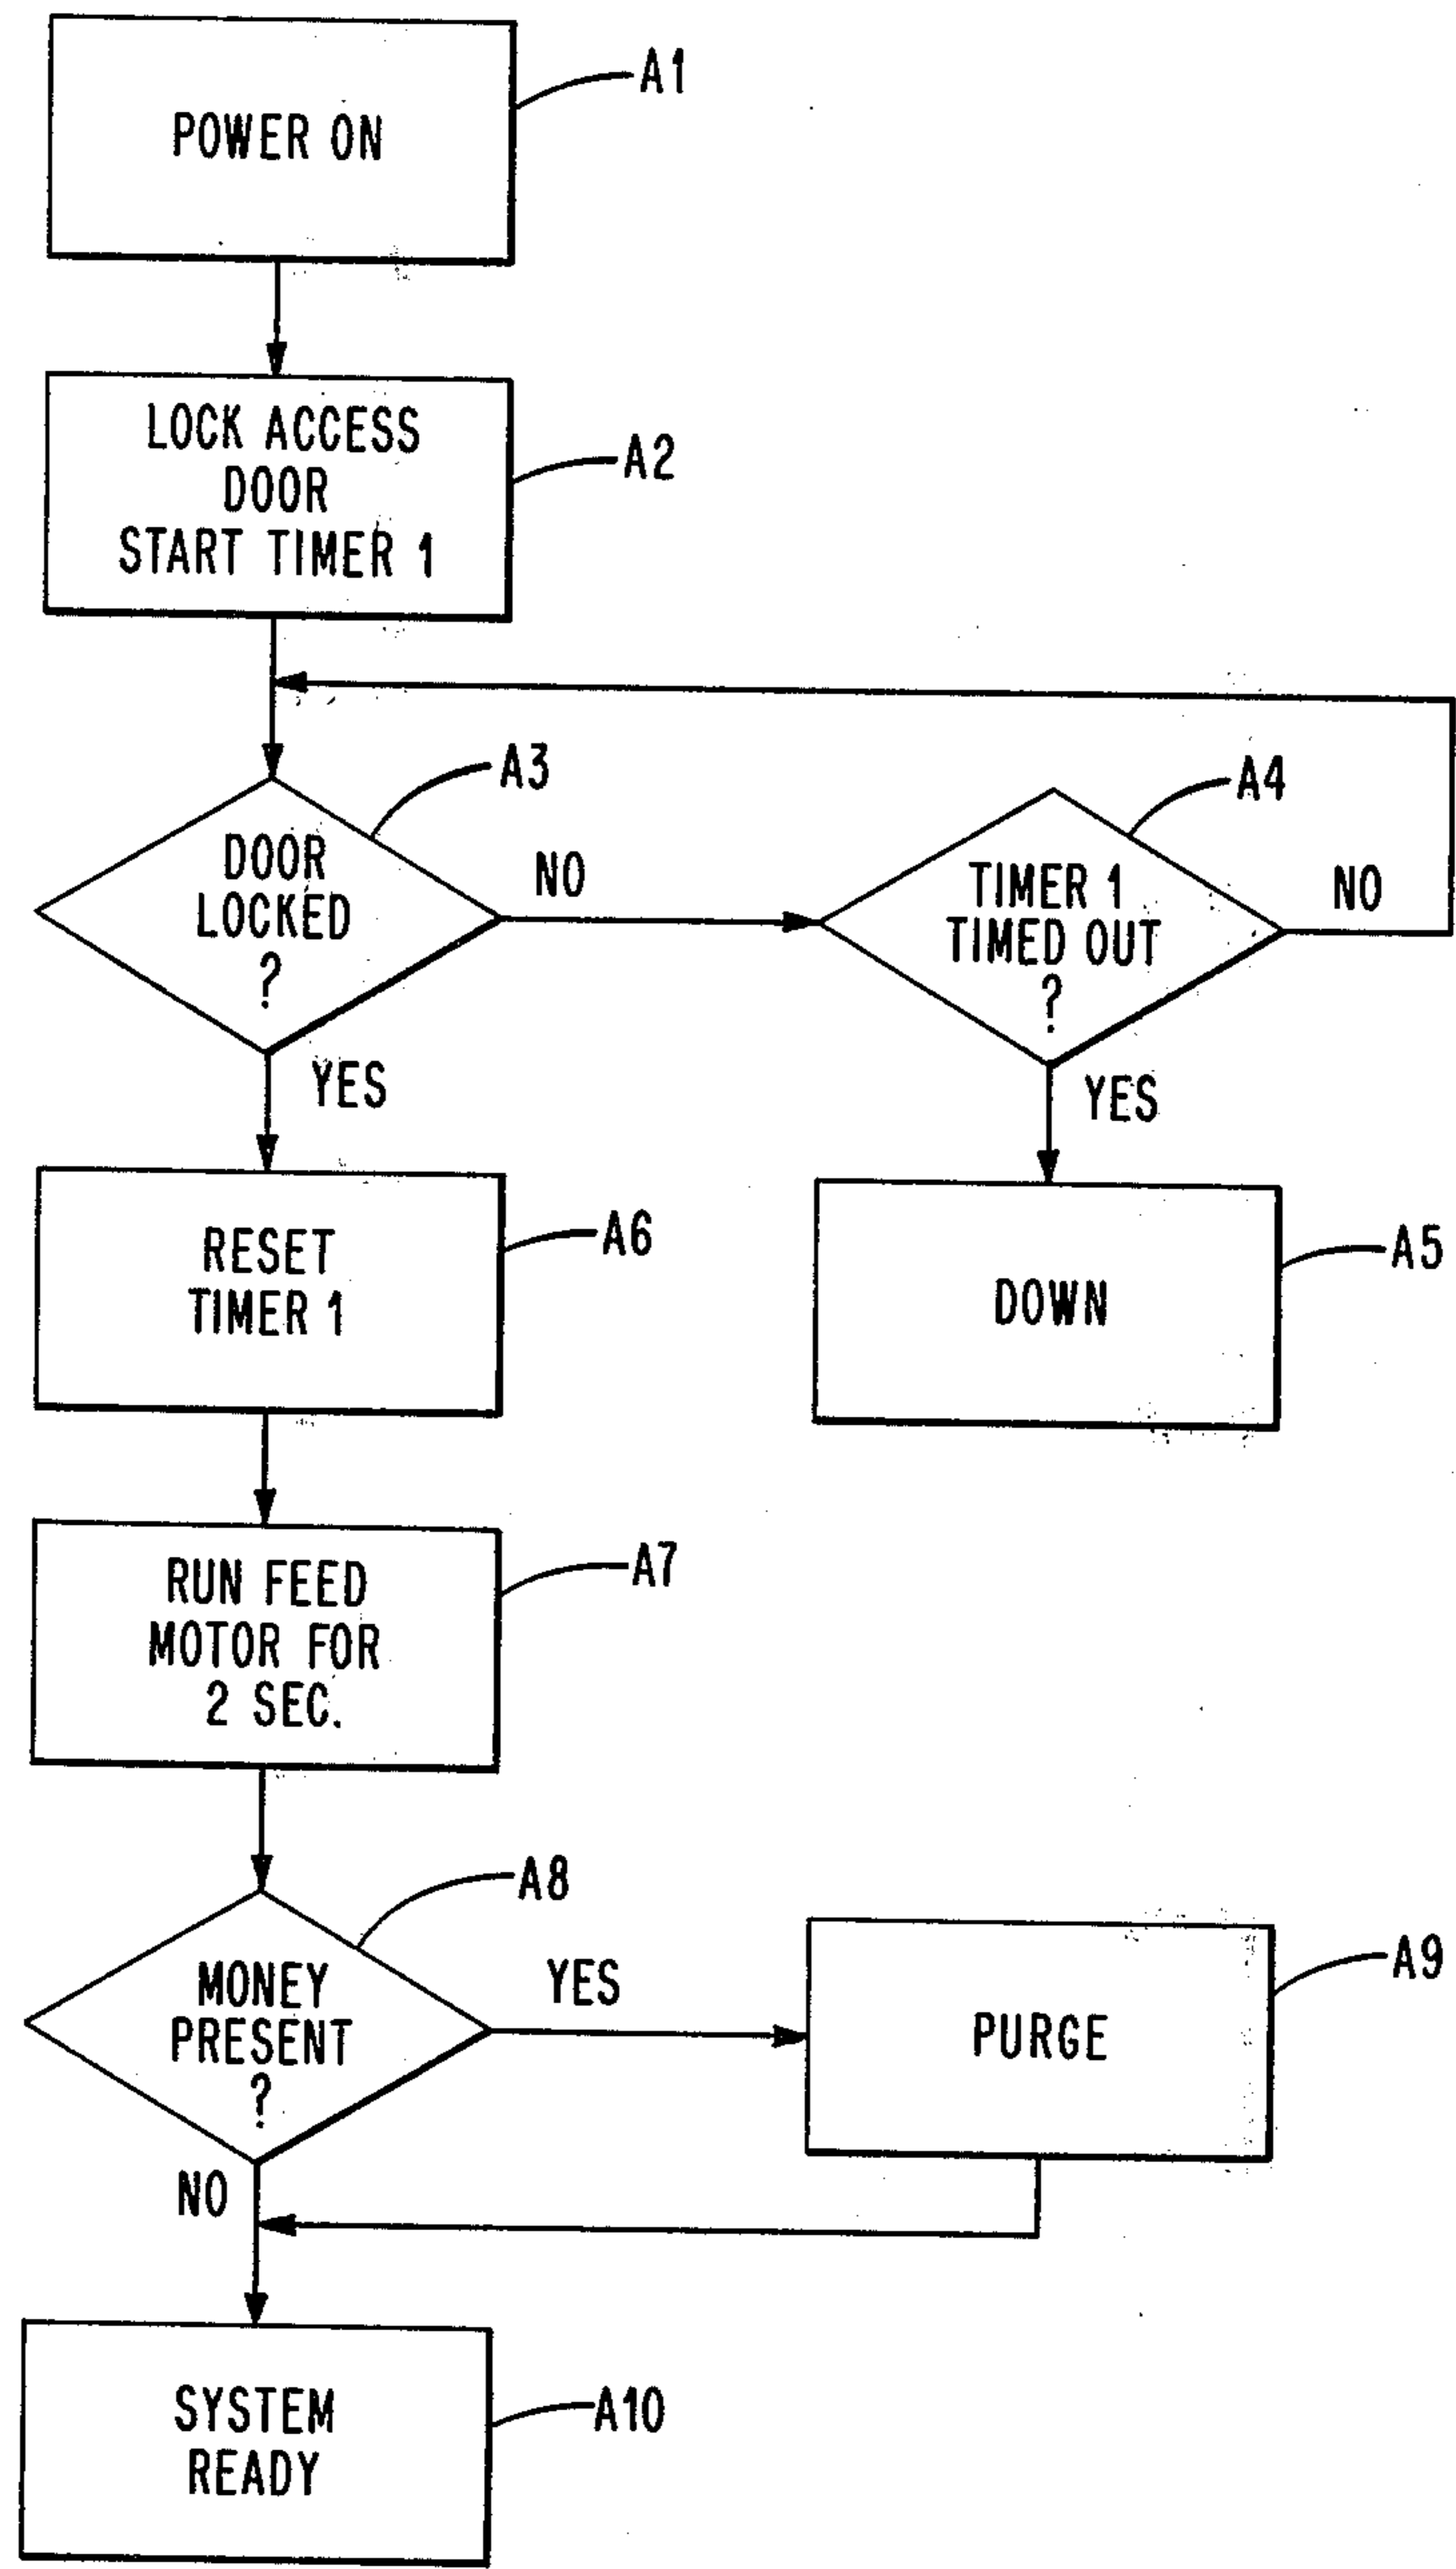 POWER ON
A1
LOCK ACCESS
DOOR
START TIMER 1
A2
DOOR
LOCKED
?
A3
NO
YES
TIMER 1
TIMED OUT
?
A4
NO
YES
RESET
TIMER 1
A6
DOWN
A5
RUN FEED
MOTOR FOR
2 SEC.
A7
MONEY
PRESENT
?
A8
YES
NO
PURGE
A9
SYSTEM
READY
A10